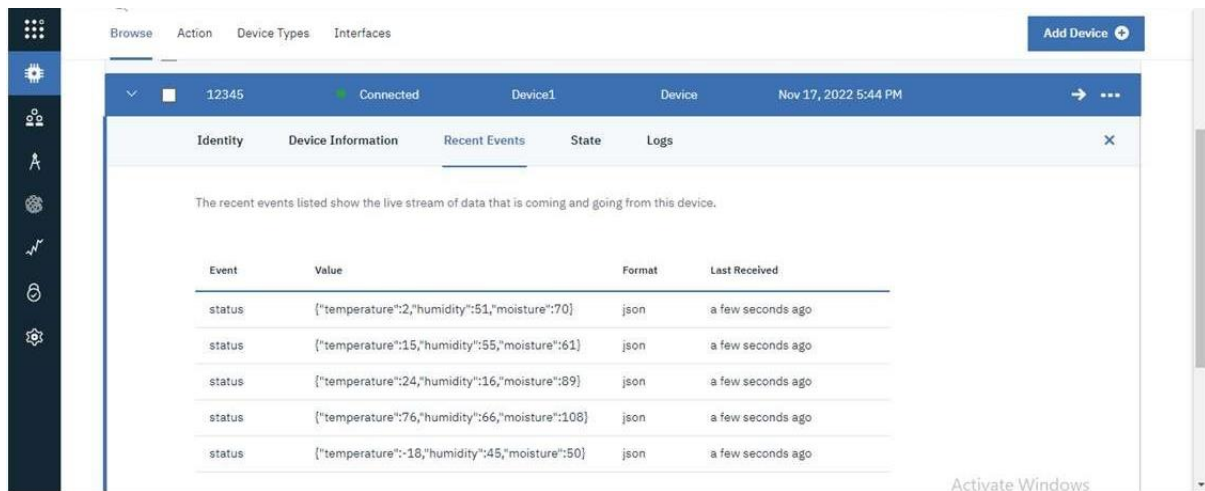 Browse Action Device Types Interfaces Add Device
12345 Connected Device1 Device Nov 17, 2022 5:44 PM
Identity Device Information Recent Events State Logs
The recent events listed show the live stream of data that is coming and going from this device.
Event Value Format Last Received
status {"temperature":2,"humidity":51,"moisture":70} json a few seconds ago
status {"temperature":15,"humidity":55,"moisture":61} json a few seconds ago
status {"temperature":24,"humidity":16,"moisture":89} json a few seconds ago
status {"temperature":76,"humidity":66,"moisture":108} json a few seconds ago
status {"temperature":-18,"humidity":45,"moisture":50} json a few seconds ago
Activate Windows